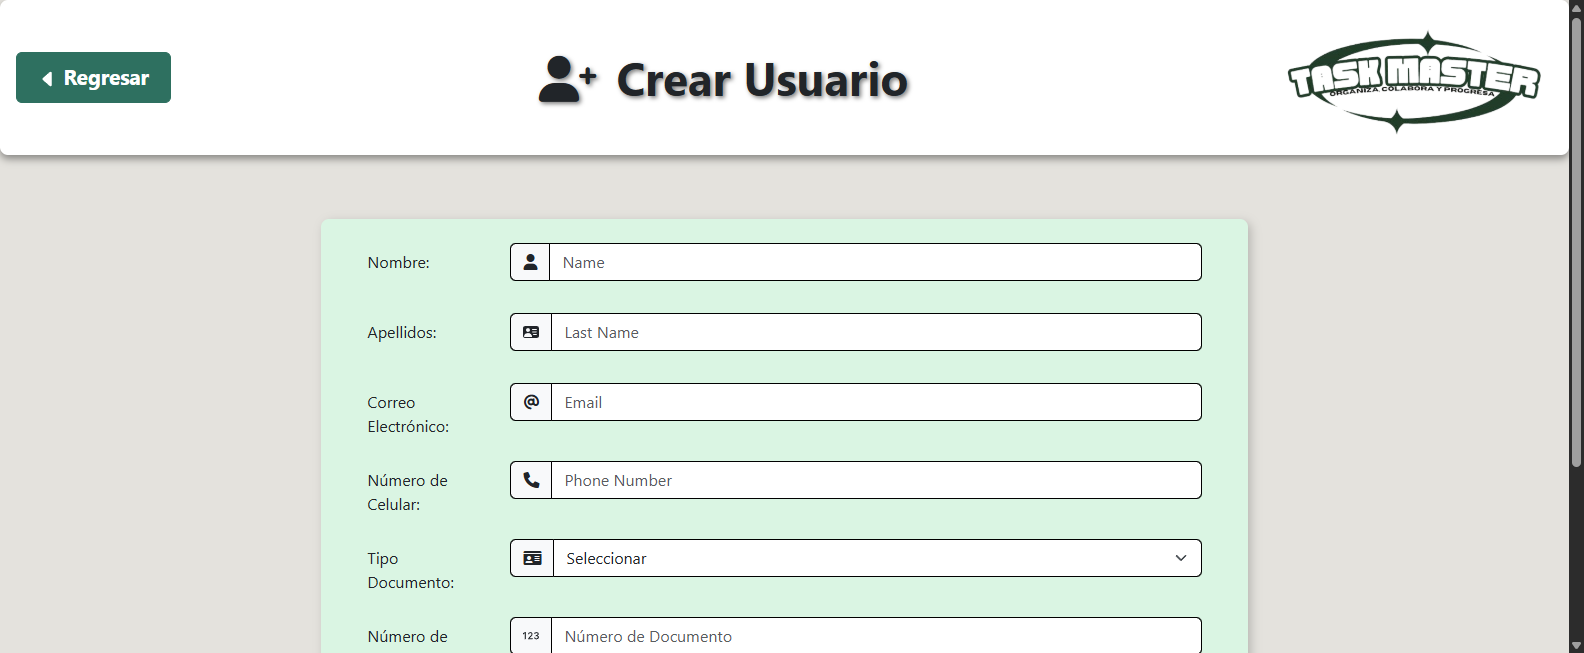 Regresar
Crear Usuario
TASK MASTER
ORGANIZA COLABORA Y PROGRESA
Nombre:
Name
Apellidos:
Last Name
Correo
Electrónico:
Email
Número de
Celular:
Phone Number
Tipo
Documento:
Seleccionar
Número de
123
Número de Documento